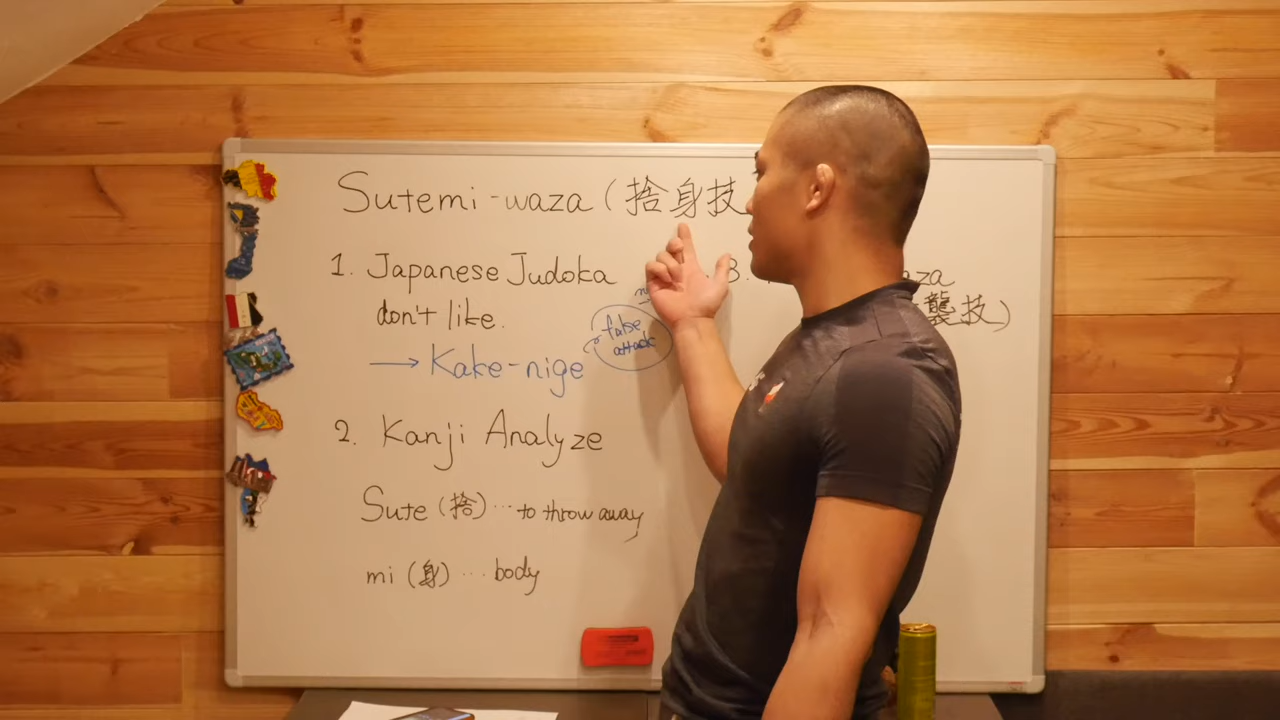 Sutemi-waza (捨身技
1. Japanese Judoka
don't like.
→ Kake-nige
false
attack
2. Kanji Analyze
Sute (捨) ... to throw away
mi (身) ... body
3.
aza
襲技)